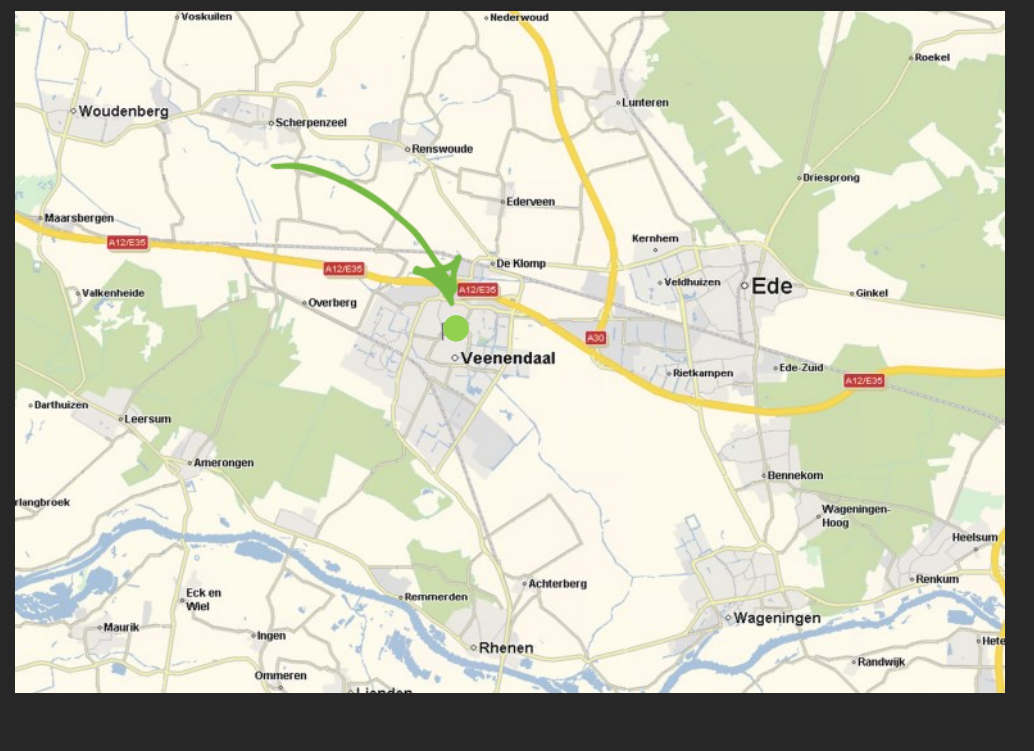 Voskuilen
Nederwoud
Roekel
Woudenberg
Lunteren
Scherpenzeel
Renswoude
Driesprong
Ederveen
Maarsbergen
Kernhem
A12/E35
A12/E35
De Klomp
Veldhuizen
Ede
A12/E35
Valkenheide
Overberg
Ginkel
A30
Veenendaal
Rietkampen
Ede-Zuid
A12/E35
Darthuizen
Leersum
Amerongen
Bennekom
rlangbroek
Wageningen-
Hoog
Heelsum
Achterberg
Renkum
Eck en
Wiel
Remmerden
Maurik
Wageningen
Ingen
Hete
Rhenen
Randwijk
Ommeren
Lienden